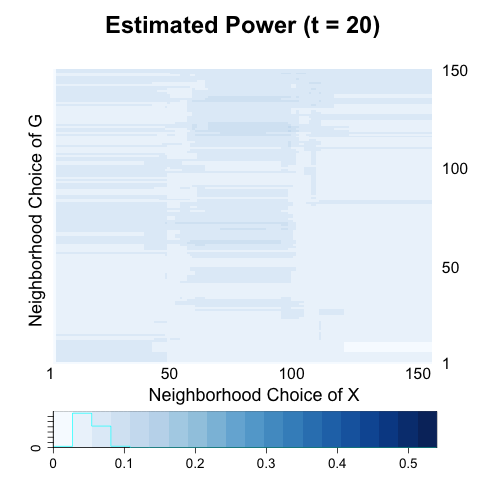 Estimated Power (t = 20)
Neighborhood Choice of G
150
100
50
1
1 50 100 150
Neighborhood Choice of X
0
0 0.1 0.2 0.3 0.4 0.5